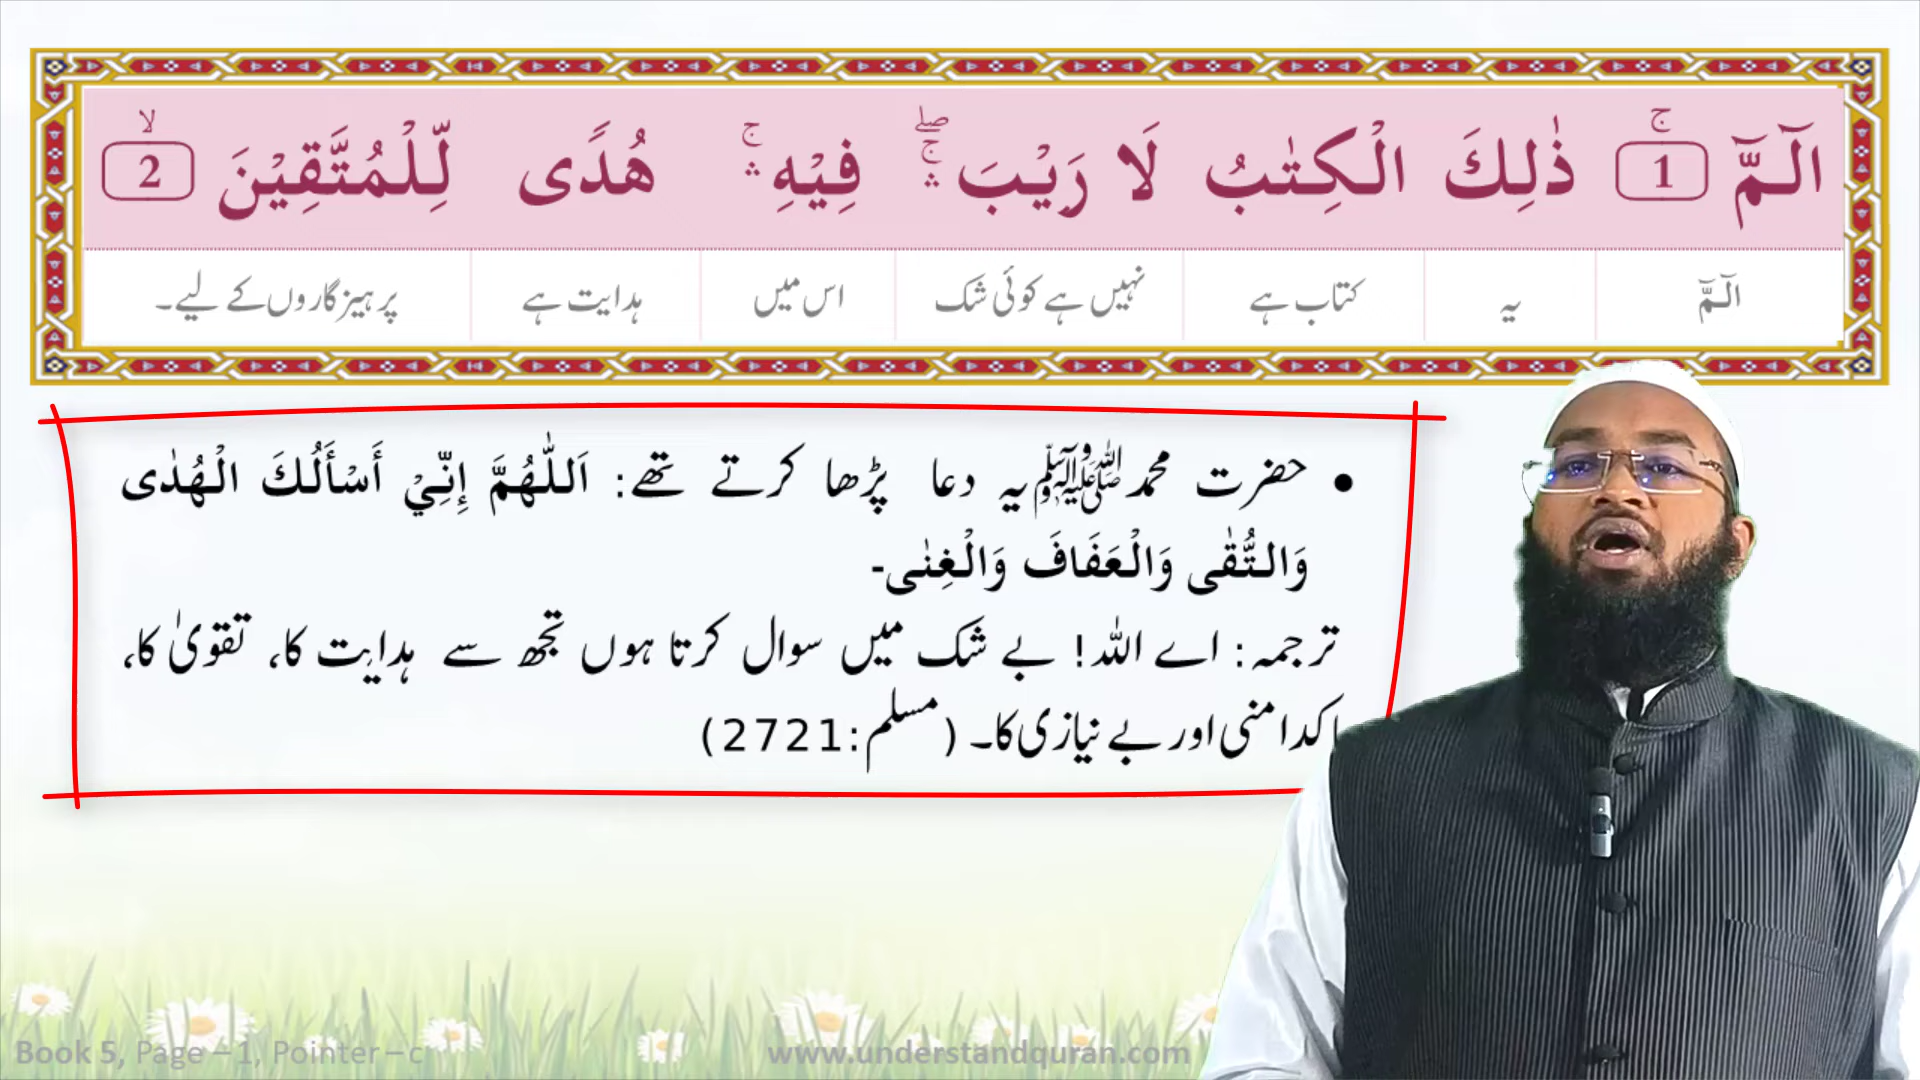 الٓمّٓ ۚ 1 ذٰلِكَ الْكِتٰبُ لَا رَيْبَ ۛۖۚ فِيْهِ ۛۚ هُدًى لِّلْمُتَّقِيْنَ ۙ 2
الٓمّٓ یہ کتاب ہے نہیں ہے کوئی شک اس میں ہدایت ہے پرہیزگاروں کے لیے۔
• حضرت محمد ﷺ یہ دعا پڑھا کرتے تھے: اَللّٰهُمَّ إِنِّيْ أَسْأَلُكَ الْهُدٰى
وَالتُّقٰى وَالْعَفَافَ وَالْغِنٰى-
ترجمہ: اے اللہ! بے شک میں سوال کرتا ہوں تجھ سے ہدایت کا، تقویٰ کا،
اور بے نیازی کا۔ (مسلم:2721)
Book 5, Page – 1, Pointer – c
www.understandquran.com